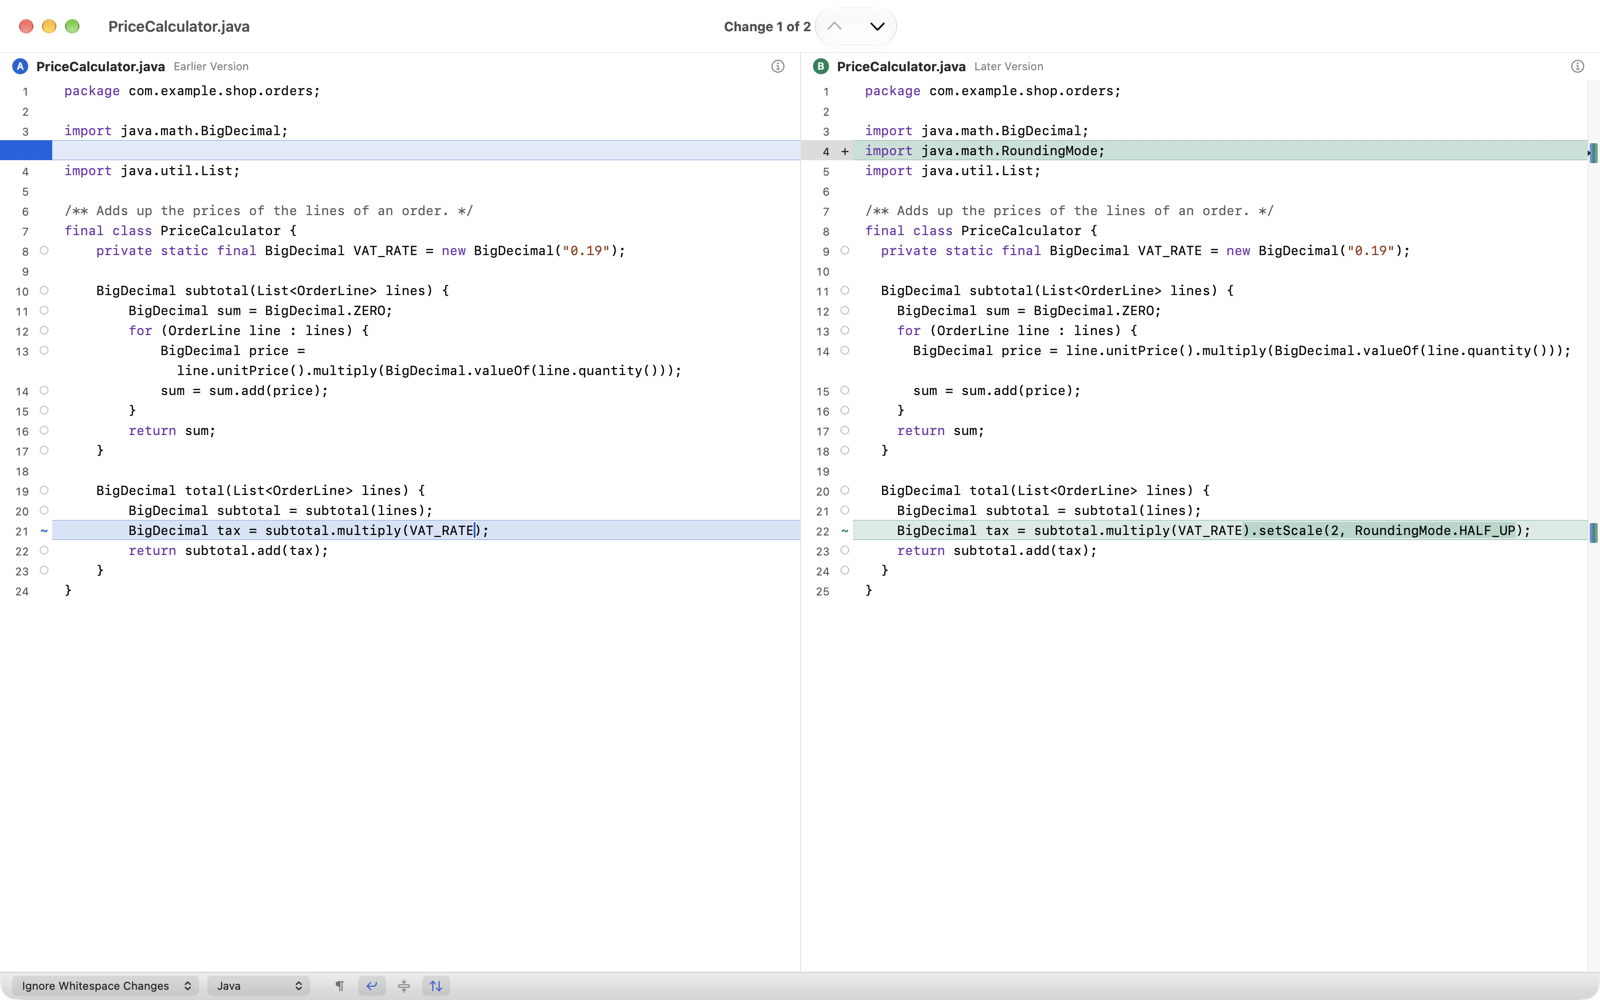 PriceCalculator.java
Change 1 of 2
A PriceCalculator.java Earlier Version
1 package com.example.shop.orders;
2
3 import java.math.BigDecimal;
4 import java.util.List;
5
6 /** Adds up the prices of the lines of an order. */
7 final class PriceCalculator {
8 private static final BigDecimal VAT_RATE = new BigDecimal("0.19");
9
10 BigDecimal subtotal(List<OrderLine> lines) {
11 BigDecimal sum = BigDecimal.ZERO;
12 for (OrderLine line : lines) {
13 BigDecimal price =
line.unitPrice().multiply(BigDecimal.valueOf(line.quantity()));
14 sum = sum.add(price);
15 }
16 return sum;
17 }
18
19 BigDecimal total(List<OrderLine> lines) {
20 BigDecimal subtotal = subtotal(lines);
21 ~ BigDecimal tax = subtotal.multiply(VAT_RATE);
22 return subtotal.add(tax);
23 }
24 }
B PriceCalculator.java Later Version
1 package com.example.shop.orders;
2
3 import java.math.BigDecimal;
4 + import java.math.RoundingMode;
5 import java.util.List;
6
7 /** Adds up the prices of the lines of an order. */
8 final class PriceCalculator {
9 private static final BigDecimal VAT_RATE = new BigDecimal("0.19");
10
11 BigDecimal subtotal(List<OrderLine> lines) {
12 BigDecimal sum = BigDecimal.ZERO;
13 for (OrderLine line : lines) {
14 BigDecimal price = line.unitPrice().multiply(BigDecimal.valueOf(line.quantity()));
15 sum = sum.add(price);
16 }
17 return sum;
18 }
19
20 BigDecimal total(List<OrderLine> lines) {
21 BigDecimal subtotal = subtotal(lines);
22 ~ BigDecimal tax = subtotal.multiply(VAT_RATE).setScale(2, RoundingMode.HALF_UP);
23 return subtotal.add(tax);
24 }
25 }
Ignore Whitespace Changes
Java
¶